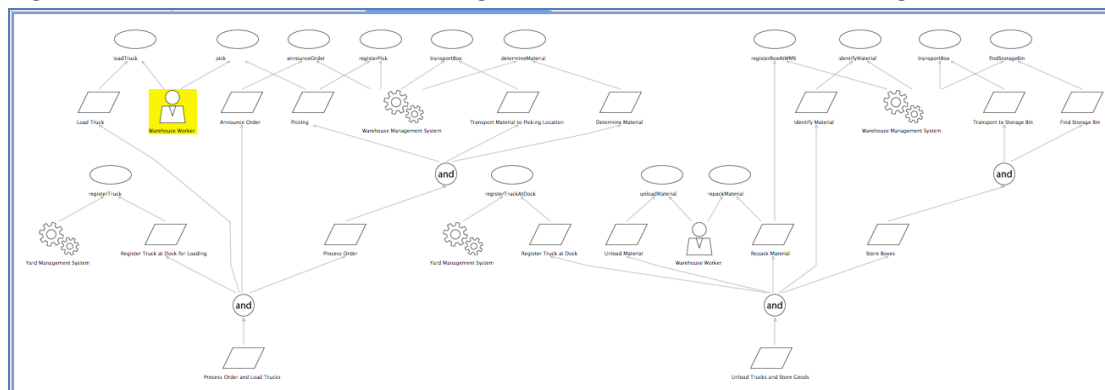 loadTruck
pick
announceOrder
registerPick
transportBox
determineMaterial
registerBoxAtWMS
identifyMaterial
transportBox
findStorageBin
Load Truck
Warehouse Worker
Announce Order
Picking
Warehouse Management System
Transport Material to Picking Location
Determine Material
Identify Material
Warehouse Management System
Transport to Storage Bin
Find Storage Bin
and
and
registerTruck
registerTruckAtDock
unloadMaterial
repackMaterial
Yard Management System
Register Truck at Dock for Loading
Process Order
Yard Management System
Register Truck at Dock
Unload Material
Warehouse Worker
Repack Material
Store Boxes
and
and
Process Order and Load Trucks
Unload Trucks and Store Goods